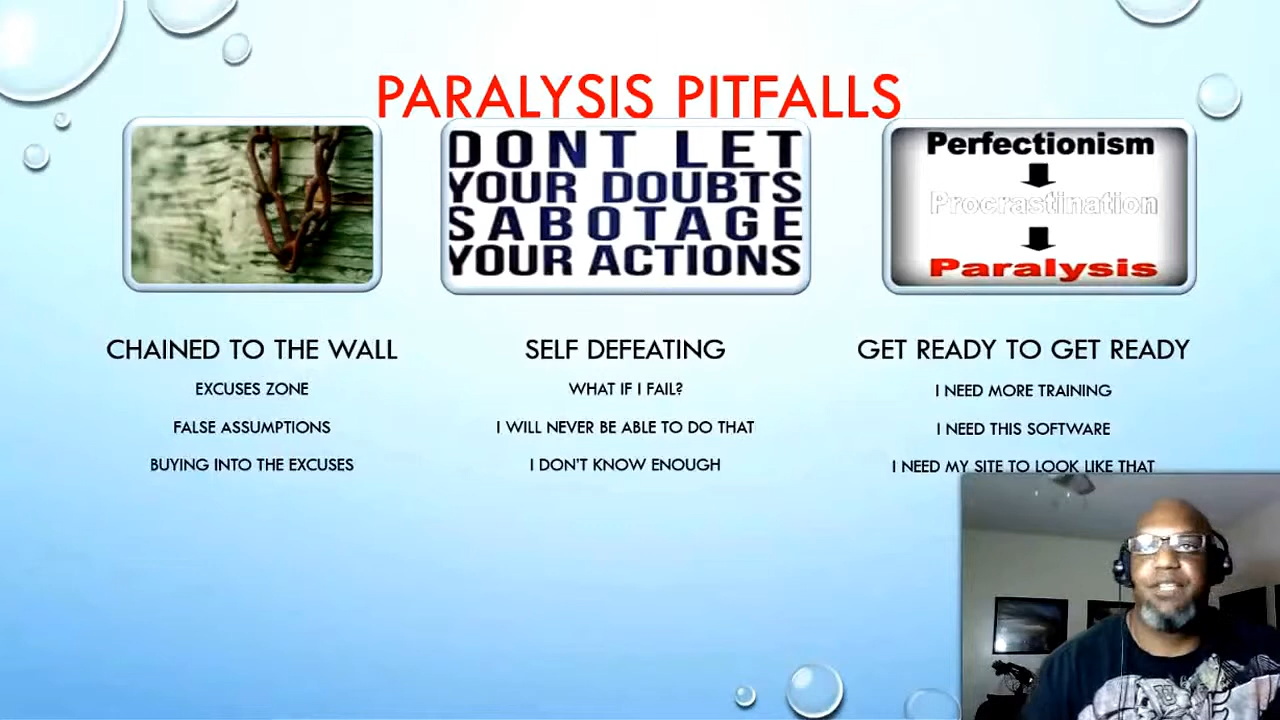 PARALYSIS PITFALLS
DONT LET
YOUR DOUBTS
SABOTAGE
YOUR ACTIONS
Perfectionism
Procrastination
Paralysis
CHAINED TO THE WALL
EXCUSES ZONE
FALSE ASSUMPTIONS
BUYING INTO THE EXCUSES
SELF DEFEATING
WHAT IF I FAIL?
I WILL NEVER BE ABLE TO DO THAT
I DON'T KNOW ENOUGH
GET READY TO GET READY
I NEED MORE TRAINING
I NEED THIS SOFTWARE
I NEED MY SITE TO LOOK LIKE THAT